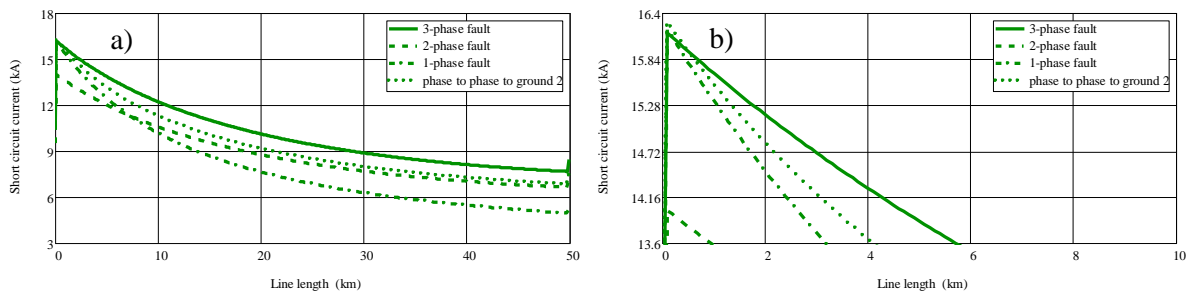 18
15
12
9
6
3
Short circuit current (kA)
a)
3-phase fault
2-phase fault
1-phase fault
phase to phase to ground 2
0
10
20
30
40
50
Line length (km)
16.4
15.84
15.28
14.72
14.16
13.6
Short circuit current (kA)
b)
3-phase fault
2-phase fault
1-phase fault
phase to phase to ground 2
0
2
4
6
8
10
Line length (km)